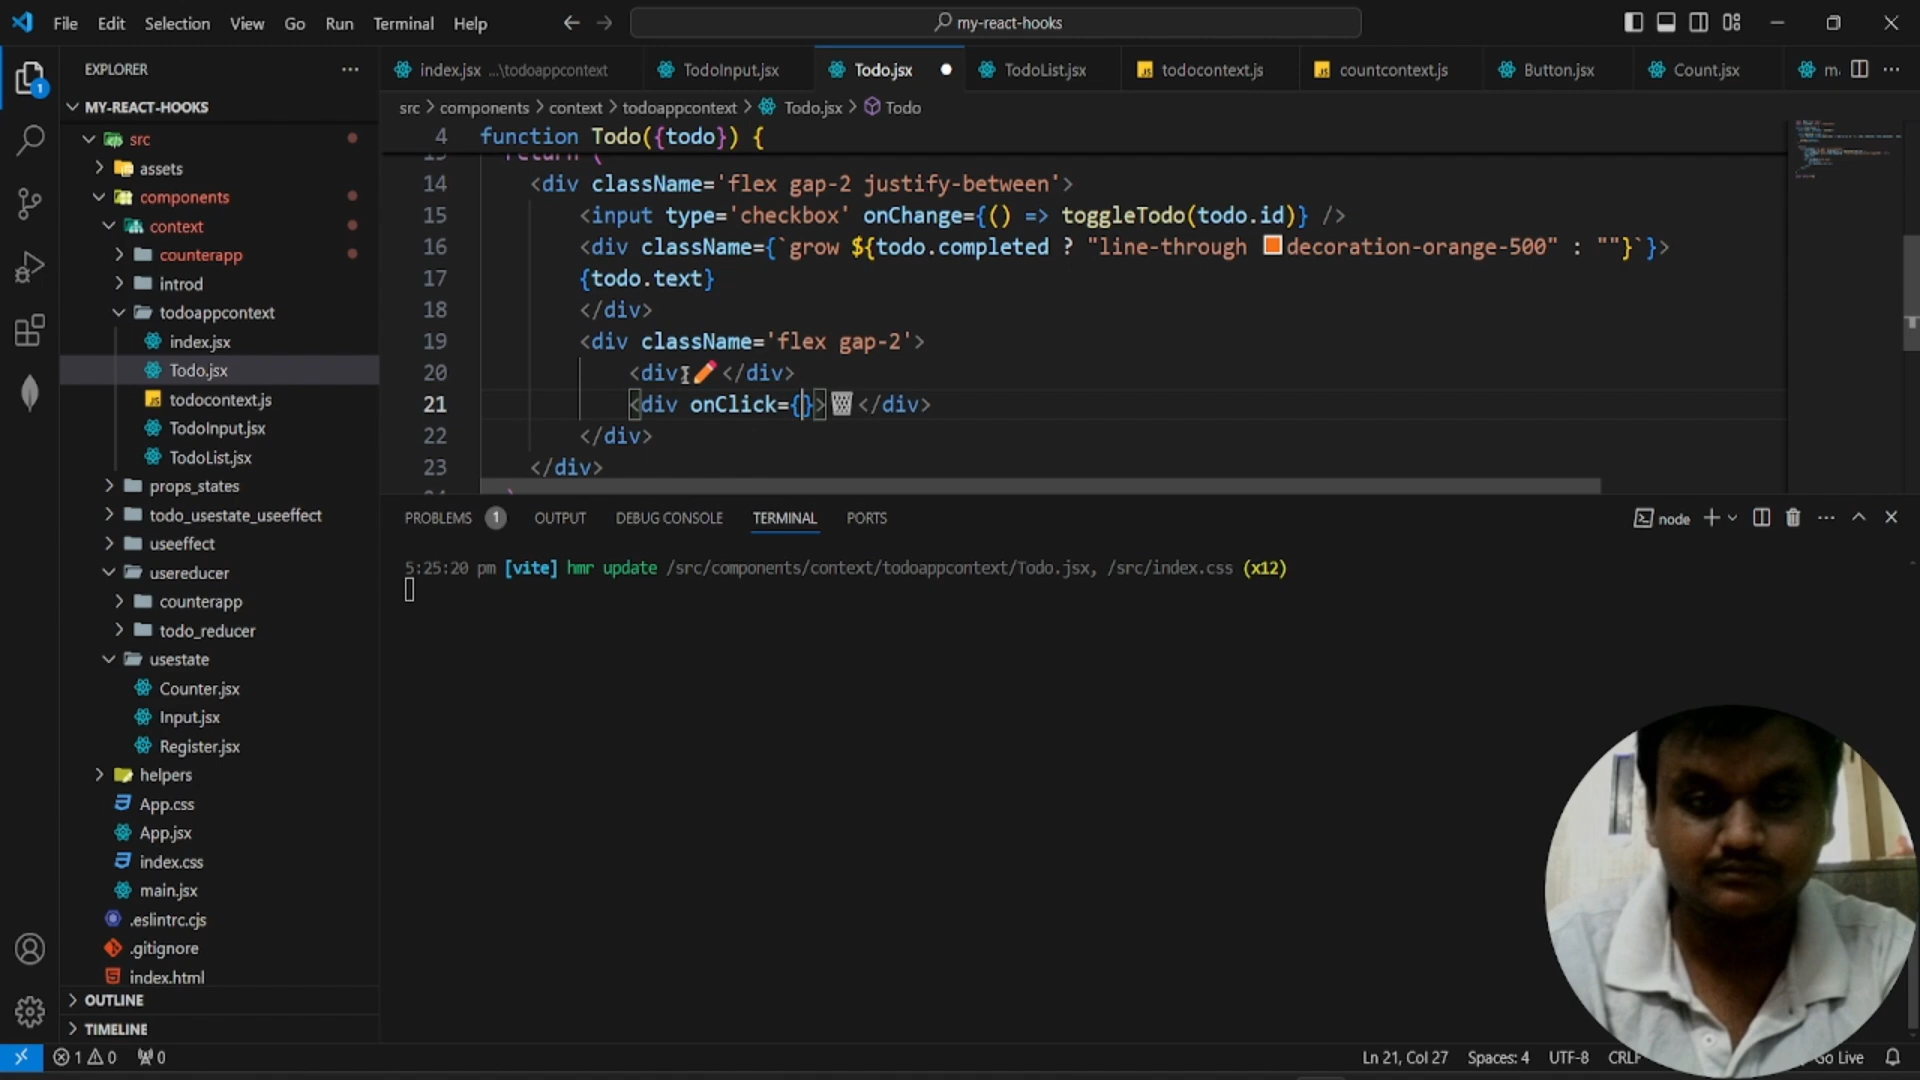 File Edit Selection View Go Run Terminal Help
my-react-hooks
EXPLORER
index.jsx ...\todoappcontext
TodoInput.jsx
Todo.jsx
TodoList.jsx
todocontext.js
countcontext.js
Button.jsx
Count.jsx
MY-REACT-HOOKS
src > components > context > todoappcontext > Todo.jsx > Todo
src
assets
components
context
counterapp
introd
todoappcontext
index.jsx
Todo.jsx
todocontext.js
TodoInput.jsx
TodoList.jsx
props_states
todo_usestate_useeffect
useeffect
usereducer
counterapp
todo_reducer
usestate
Counter.jsx
Input.jsx
Register.jsx
helpers
App.css
App.jsx
index.css
main.jsx
.eslintrc.cjs
.gitignore
index.html
OUTLINE
TIMELINE
4 function Todo({todo}) {
14 <div className='flex gap-2 justify-between'>
15 <input type='checkbox' onChange={() => toggleTodo(todo.id)} />
16 <div className={`grow ${todo.completed ? "line-through decoration-orange-500" : ""}`}>
17 {todo.text}
18 </div>
19 <div className='flex gap-2'>
20 <div>✏️</div>
21 <div onClick={}>🗑️</div>
22 </div>
23 </div>
PROBLEMS 1 OUTPUT DEBUG CONSOLE TERMINAL PORTS
node
5:25:20 pm [vite] hmr update /src/components/context/todoappcontext/Todo.jsx, /src/index.css (x12)
1 0 0
Ln 21, Col 27 Spaces: 4 UTF-8 CRLF Go Live